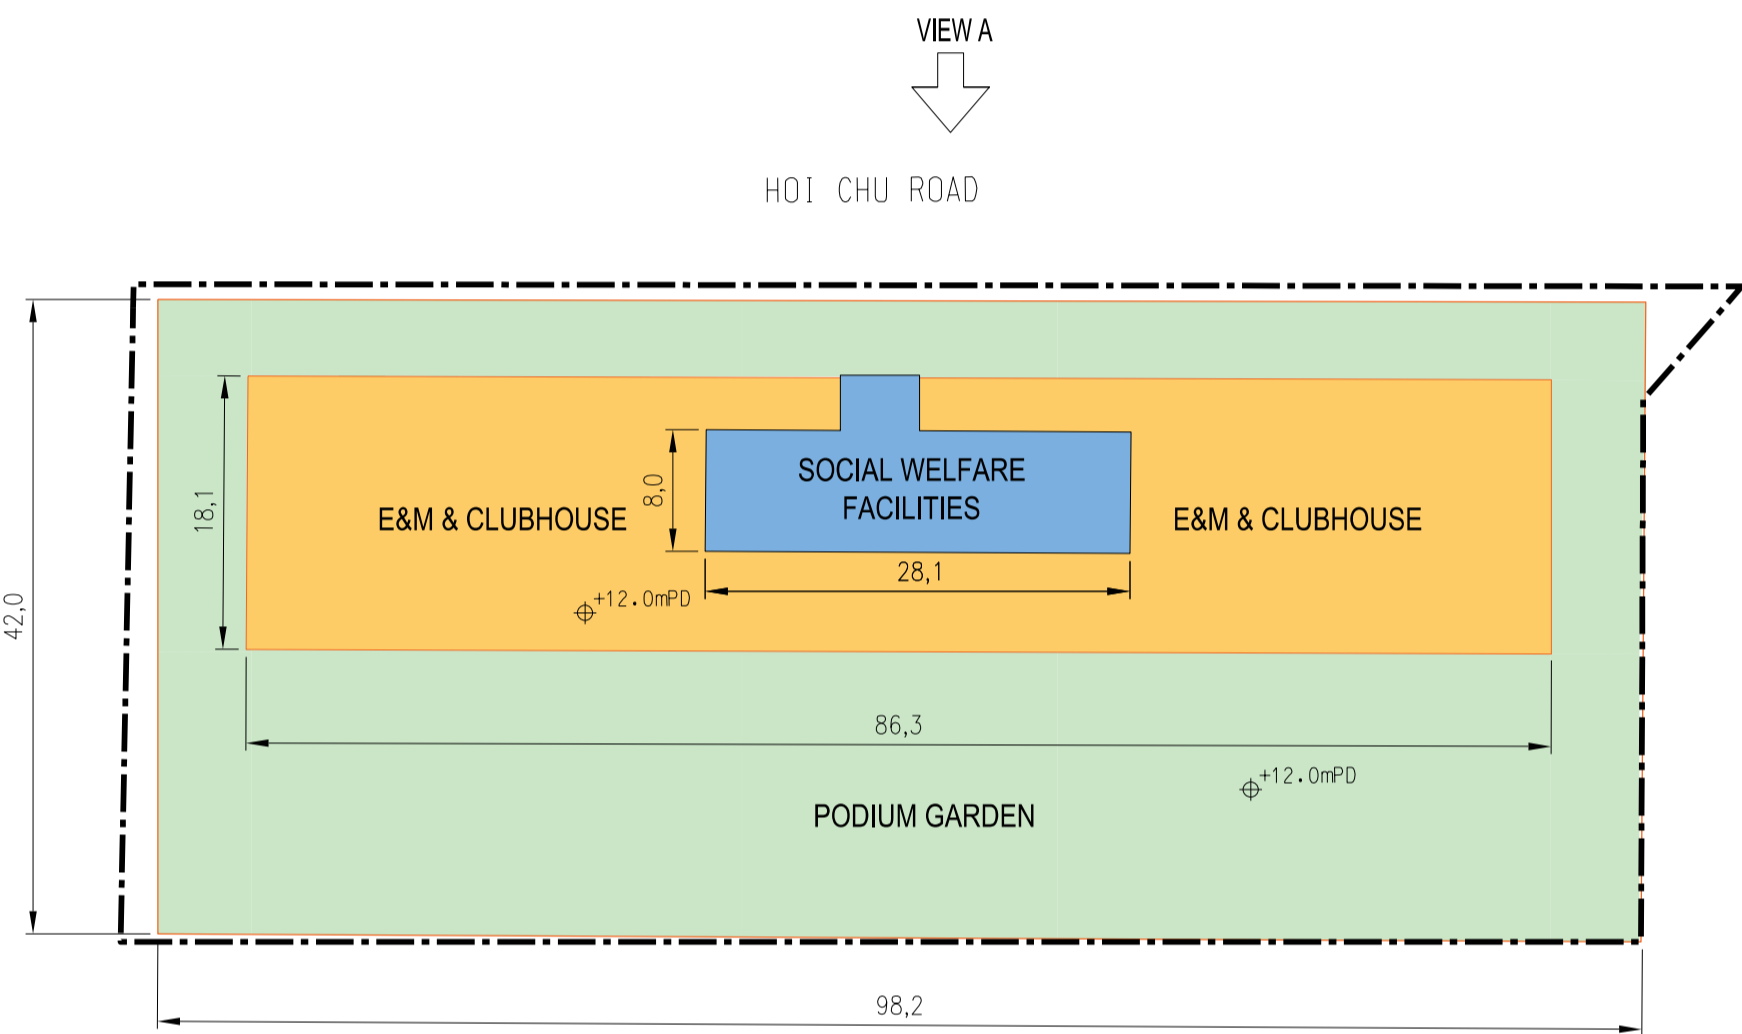 VIEW A
HOI CHU ROAD
SOCIAL WELFARE
FACILITIES
8,0
18,1
E&M & CLUBHOUSE
E&M & CLUBHOUSE
28,1
+12.0mPD
42,0
86,3
+12.0mPD
PODIUM GARDEN
98,2